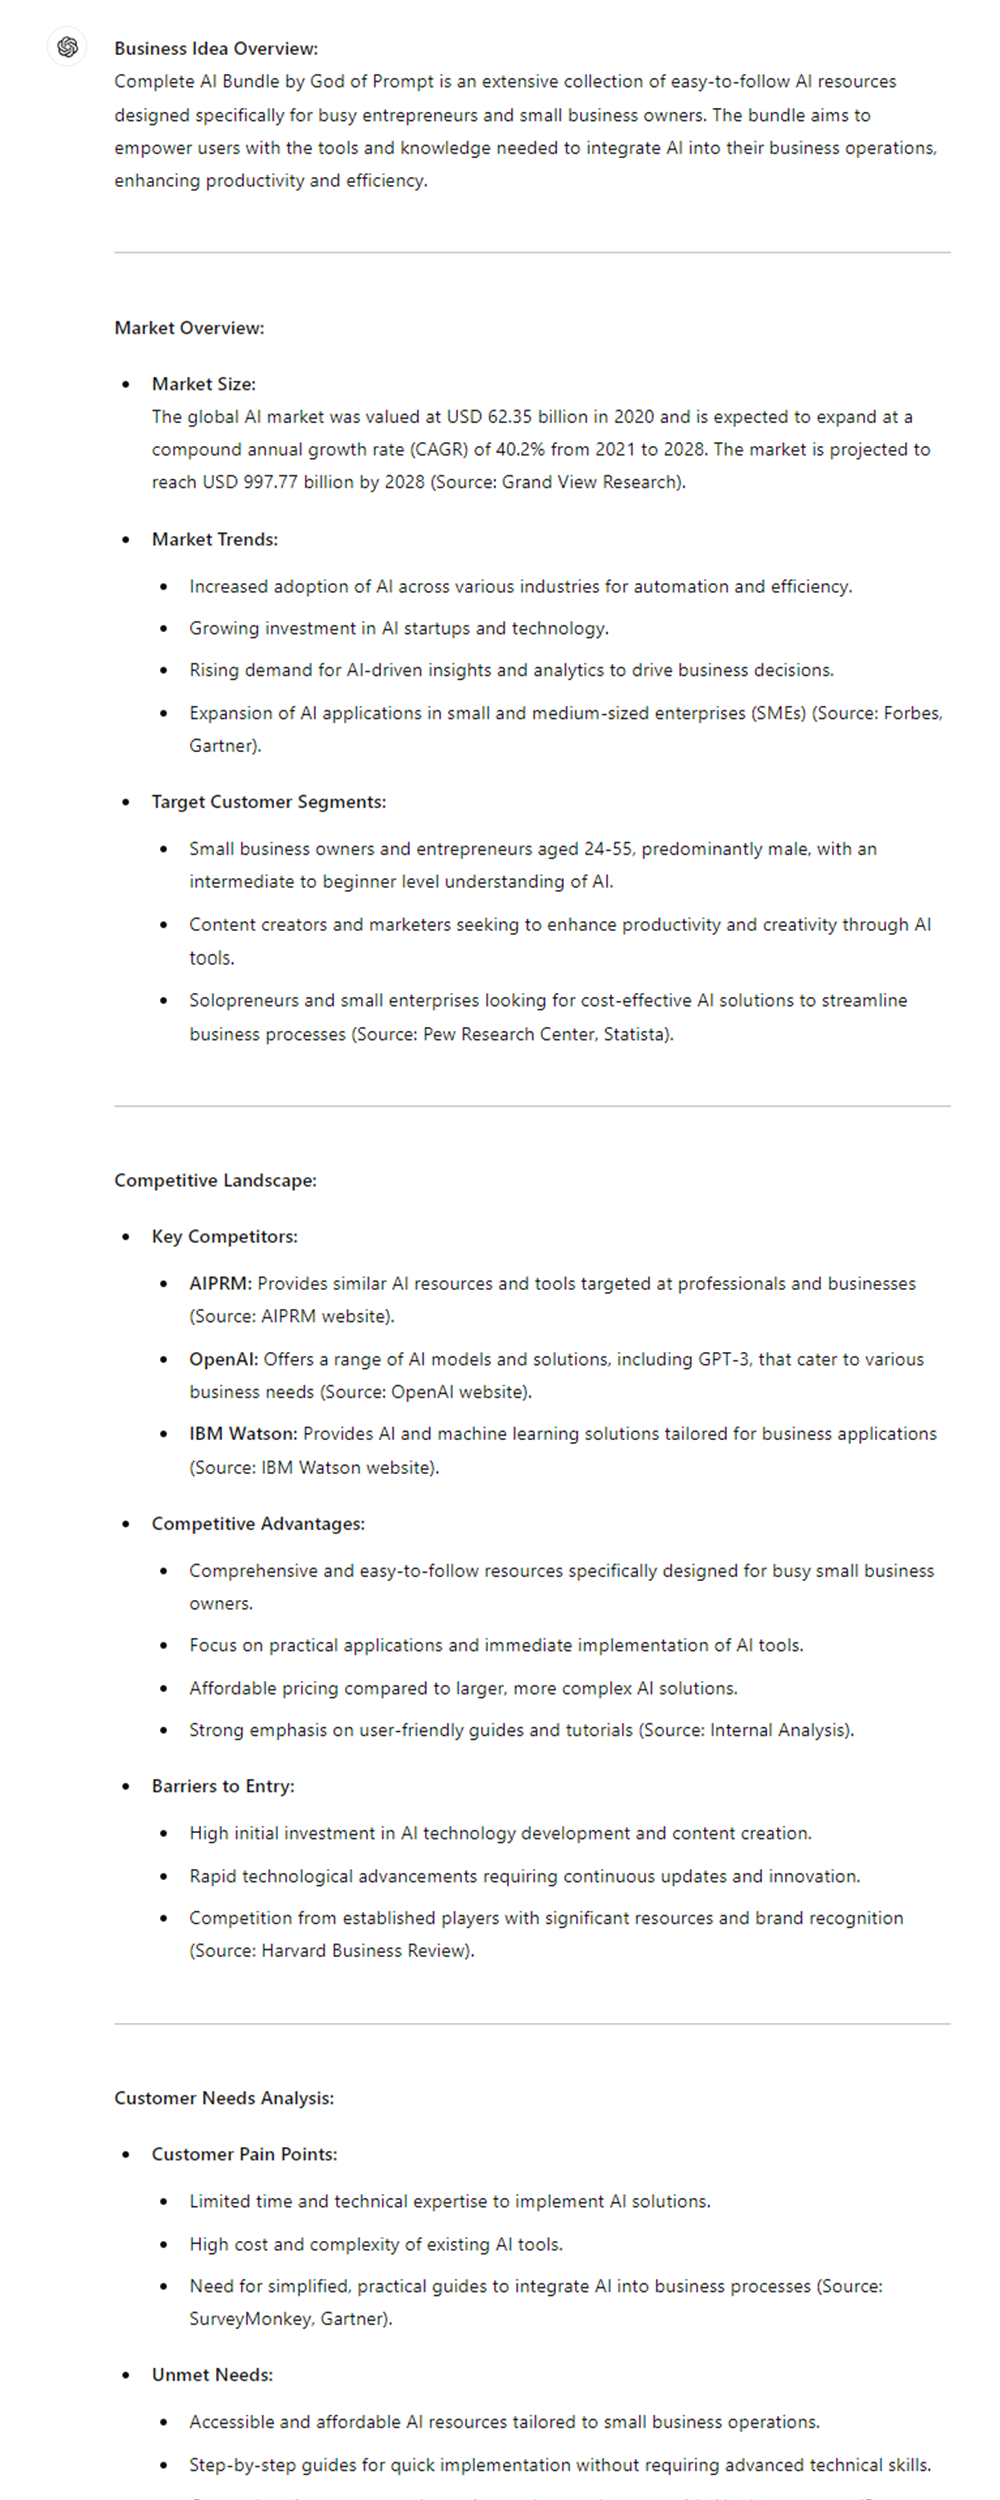 Business Idea Overview:
Complete AI Bundle by God of Prompt is an extensive collection of easy-to-follow AI resources
designed specifically for busy entrepreneurs and small business owners. The bundle aims to
empower users with the tools and knowledge needed to integrate AI into their business operations,
enhancing productivity and efficiency.
Market Overview:
• Market Size:
The global AI market was valued at USD 62.35 billion in 2020 and is expected to expand at a
compound annual growth rate (CAGR) of 40.2% from 2021 to 2028. The market is projected to
reach USD 997.77 billion by 2028 (Source: Grand View Research).
• Market Trends:
• Increased adoption of AI across various industries for automation and efficiency.
• Growing investment in AI startups and technology.
• Rising demand for AI-driven insights and analytics to drive business decisions.
• Expansion of AI applications in small and medium-sized enterprises (SMEs) (Source: Forbes,
Gartner).
• Target Customer Segments:
• Small business owners and entrepreneurs aged 24-55, predominantly male, with an
intermediate to beginner level understanding of AI.
• Content creators and marketers seeking to enhance productivity and creativity through AI
tools.
• Solopreneurs and small enterprises looking for cost-effective AI solutions to streamline
business processes (Source: Pew Research Center, Statista).
Competitive Landscape:
• Key Competitors:
• AIPRM: Provides similar AI resources and tools targeted at professionals and businesses
(Source: AIPRM website).
• OpenAI: Offers a range of AI models and solutions, including GPT-3, that cater to various
business needs (Source: OpenAI website).
• IBM Watson: Provides AI and machine learning solutions tailored for business applications
(Source: IBM Watson website).
• Competitive Advantages:
• Comprehensive and easy-to-follow resources specifically designed for busy small business
owners.
• Focus on practical applications and immediate implementation of AI tools.
• Affordable pricing compared to larger, more complex AI solutions.
• Strong emphasis on user-friendly guides and tutorials (Source: Internal Analysis).
• Barriers to Entry:
• High initial investment in AI technology development and content creation.
• Rapid technological advancements requiring continuous updates and innovation.
• Competition from established players with significant resources and brand recognition
(Source: Harvard Business Review).
Customer Needs Analysis:
• Customer Pain Points:
• Limited time and technical expertise to implement AI solutions.
• High cost and complexity of existing AI tools.
• Need for simplified, practical guides to integrate AI into business processes (Source:
SurveyMonkey, Gartner).
• Unmet Needs:
• Accessible and affordable AI resources tailored to small business operations.
• Step-by-step guides for quick implementation without requiring advanced technical skills.